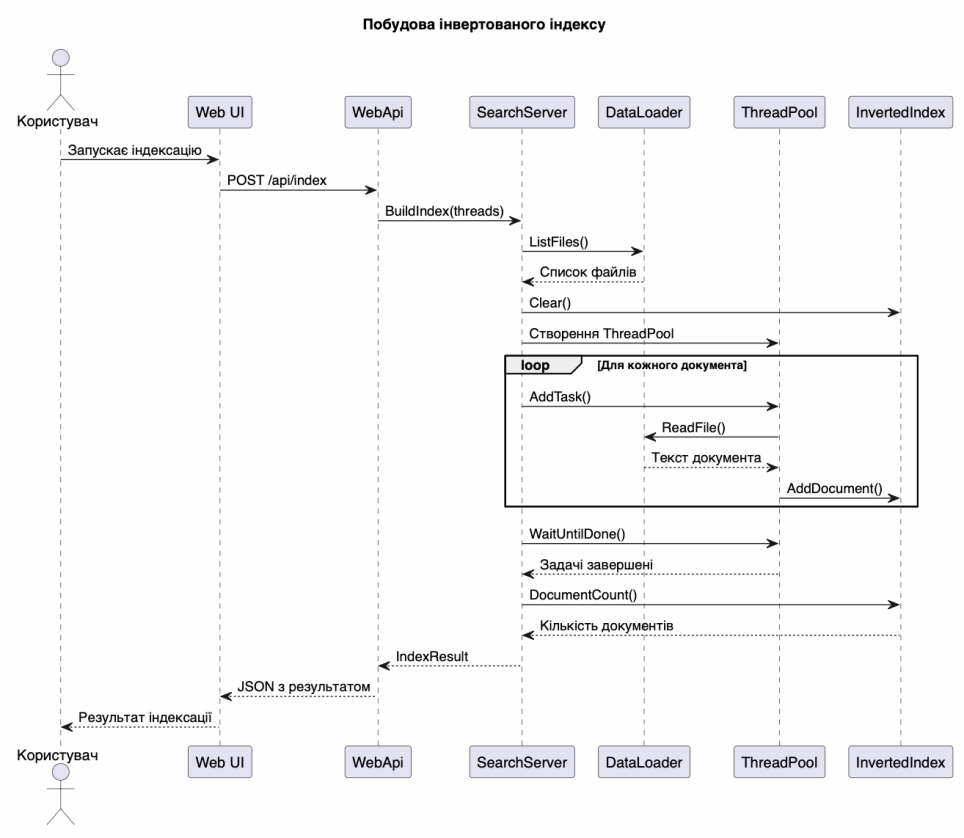 Побудова інвертованого індексу
Користувач
Web UI
WebApi
SearchServer
DataLoader
ThreadPool
InvertedIndex
Запускає індексацію
POST /api/index
BuildIndex(threads)
ListFiles()
Список файлів
Clear()
Створення ThreadPool
loop
[Для кожного документа]
AddTask()
ReadFile()
Текст документа
AddDocument()
WaitUntilDone()
Задачі завершені
DocumentCount()
Кількість документів
IndexResult
JSON з результатом
Результат індексації
Користувач
Web UI
WebApi
SearchServer
DataLoader
ThreadPool
InvertedIndex